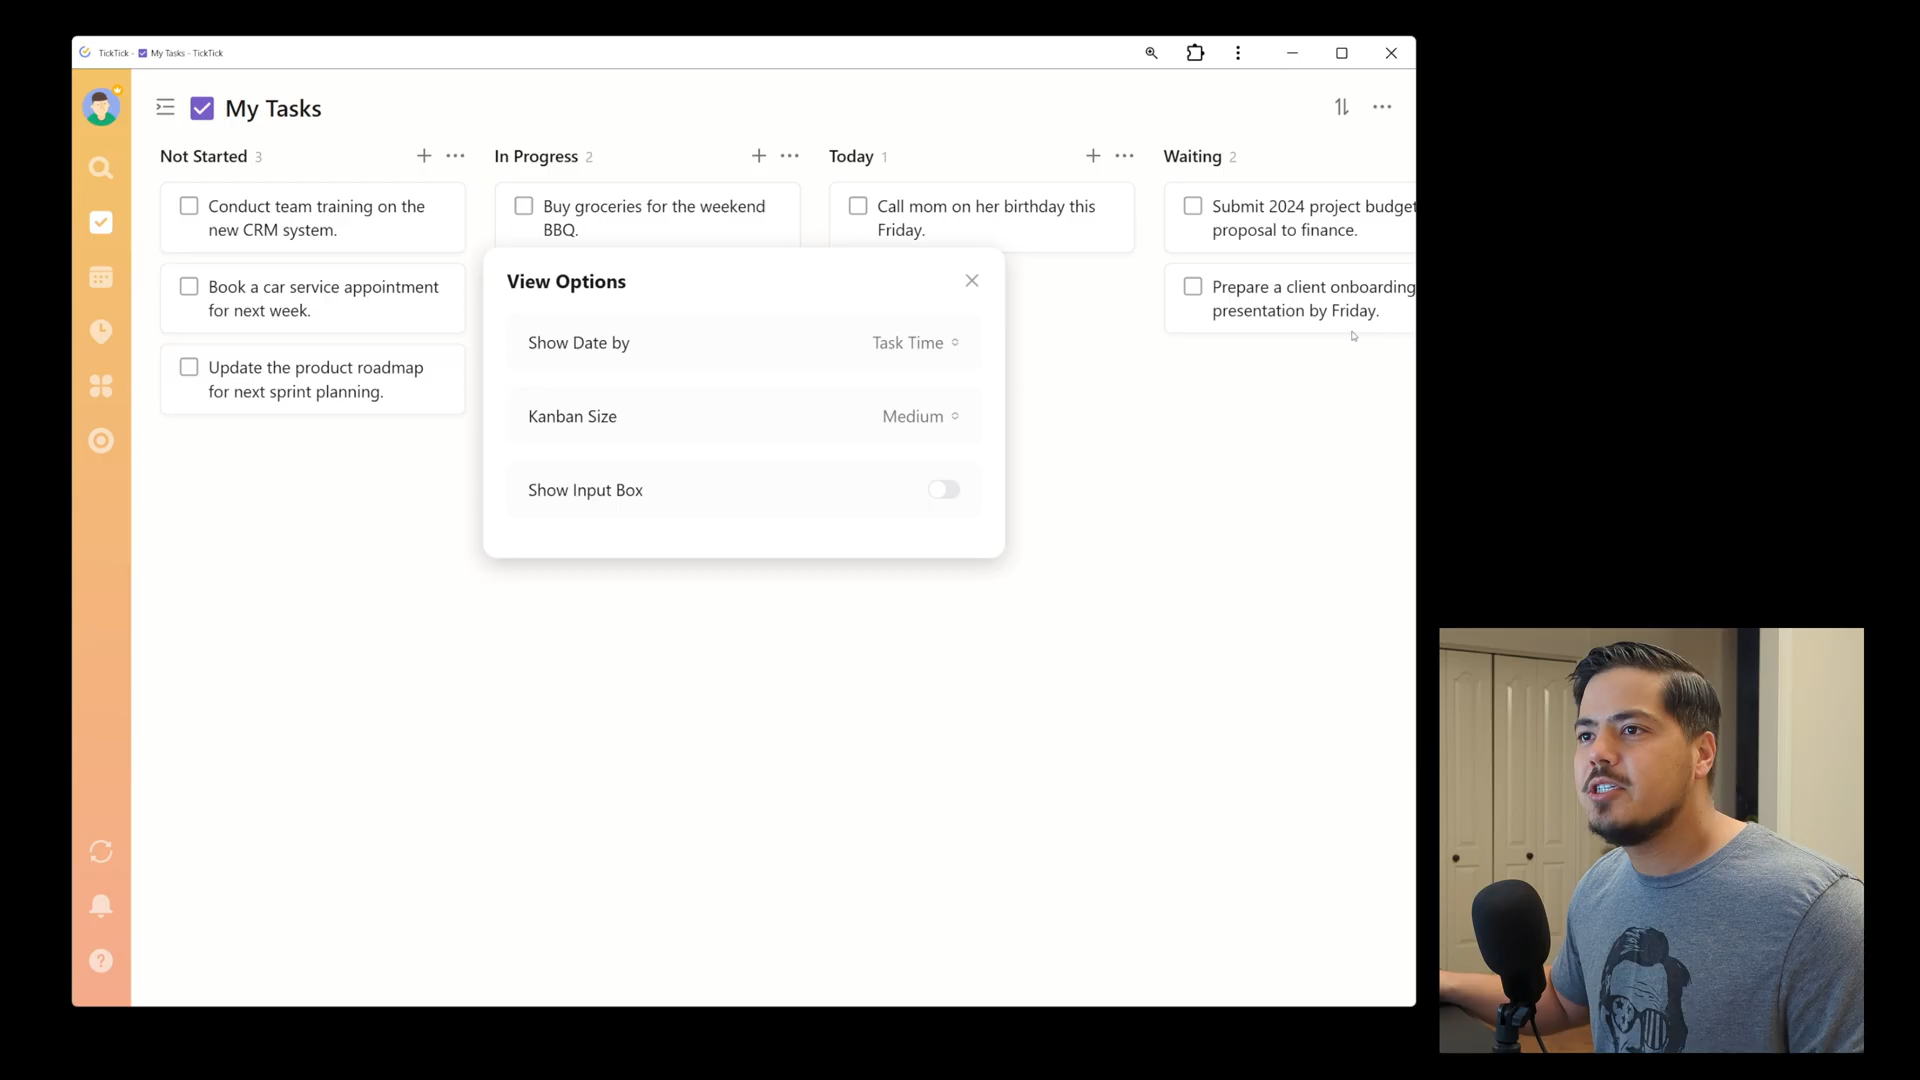 TickTick - My Tasks - TickTick
My Tasks
Not Started 3
Conduct team training on the
new CRM system.
Book a car service appointment
for next week.
Update the product roadmap
for next sprint planning.
In Progress 2
Buy groceries for the weekend
BBQ.
Today 1
Call mom on her birthday this
Friday.
Waiting 2
Submit 2024 project budget
proposal to finance.
Prepare a client onboarding
presentation by Friday.
View Options
Show Date by Task Time
Kanban Size Medium
Show Input Box